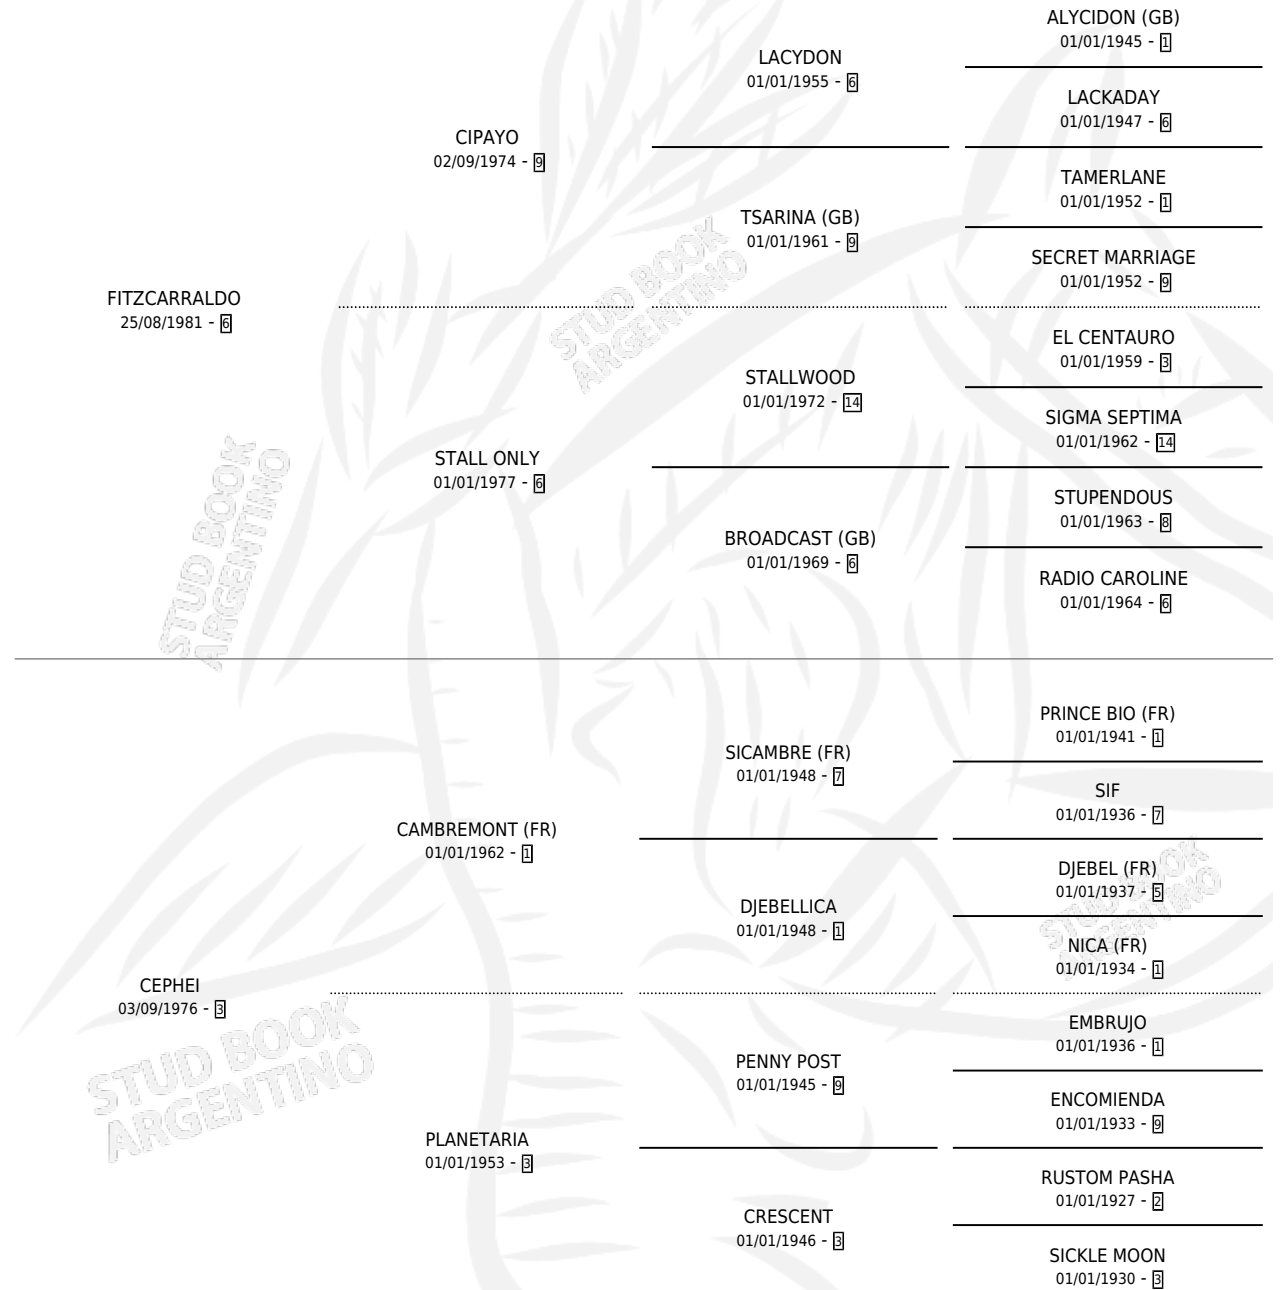 ALYCIDON (GB)
01/01/1945 - 1
LACYDON
01/01/1955 - 6
LACKADAY
01/01/1947 - 6
CIPAYO
02/09/1974 - 9
TAMERLANE
01/01/1952 - 1
TSARINA (GB)
01/01/1961 - 9
SECRET MARRIAGE
01/01/1952 - 9
FITZCARRALDO
25/08/1981 - 6
EL CENTAURO
01/01/1959 - 3
STALLWOOD
01/01/1972 - 14
SIGMA SEPTIMA
01/01/1962 - 14
STALL ONLY
01/01/1977 - 6
STUPENDOUS
01/01/1963 - 8
BROADCAST (GB)
01/01/1969 - 6
RADIO CAROLINE
01/01/1964 - 6
STUD BOOK
ARGENTINO
STUD BOOK
ARGENTINO
PRINCE BIO (FR)
01/01/1941 - 1
SICAMBRE (FR)
01/01/1948 - 7
SIF
01/01/1936 - 7
CAMBREMONT (FR)
01/01/1962 - 1
DJEBEL (FR)
01/01/1937 - 5
DJEBELLICA
01/01/1948 - 1
NICA (FR)
01/01/1934 - 1
CEPHEI
03/09/1976 - 3
EMBRUJO
01/01/1936 - 1
PENNY POST
01/01/1945 - 9
ENCOMIENDA
01/01/1933 - 9
PLANETARIA
01/01/1953 - 3
RUSTOM PASHA
01/01/1927 - 2
CRESCENT
01/01/1946 - 3
SICKLE MOON
01/01/1930 - 3
STUD BOOK
ARGENTINO
STUD BOOK
ARGENTINO